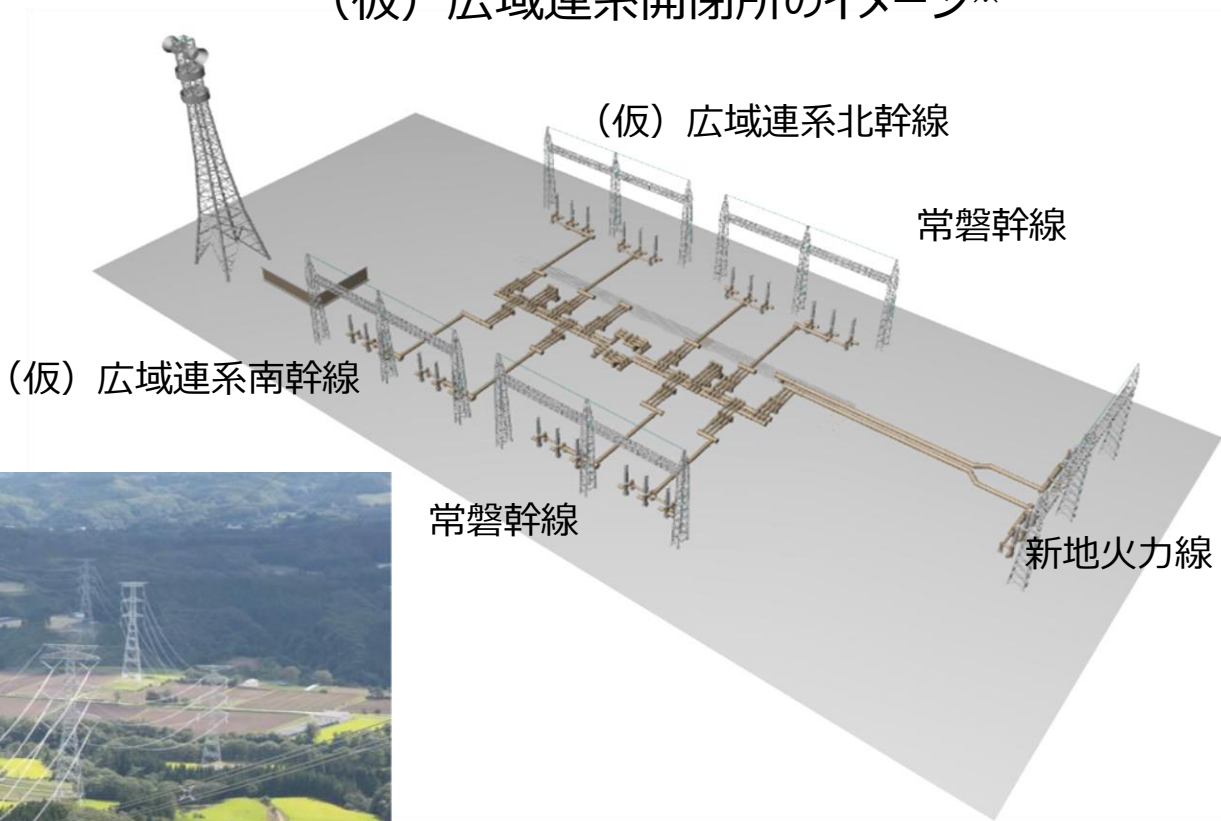 （仮）広域連系開閉所のイメージ※
（仮）広域連系北幹線
常磐幹線
（仮）広域連系南幹線
常磐幹線
新地火力線